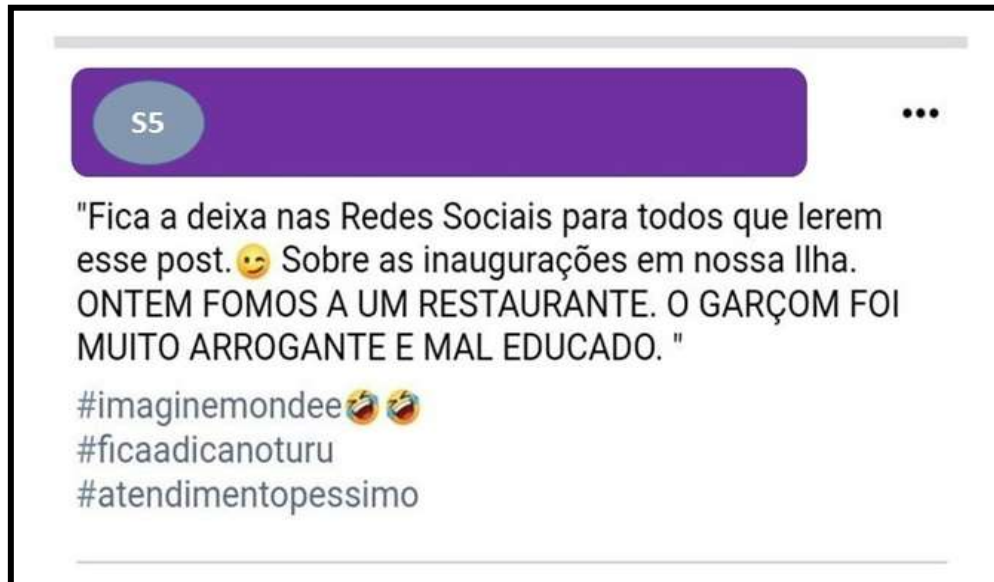 S5
"Fica a deixa nas Redes Sociais para todos que lerem
esse post.😉 Sobre as inaugurações em nossa Ilha.
ONTEM FOMOS A UM RESTAURANTE. O GARÇOM FOI
MUITO ARROGANTE E MAL EDUCADO. "
#imaginemondee🤣🤣
#ficaadicanoturu
#atendimentopessimo